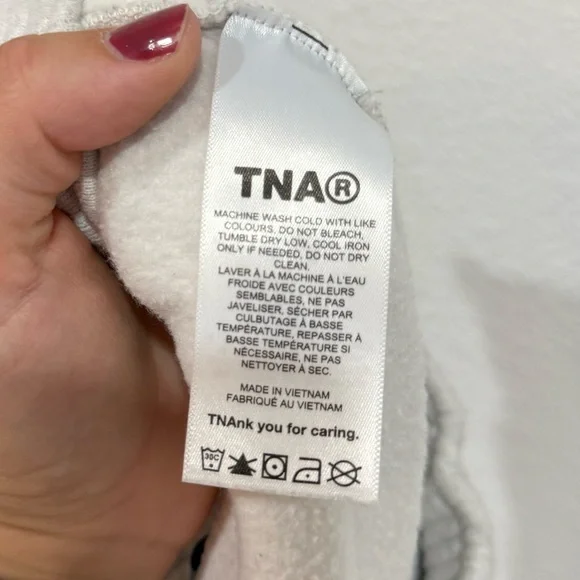 TNA®
MACHINE WASH COLD WITH LIKE
COLOURS. DO NOT BLEACH,
TUMBLE DRY LOW, COOL IRON
ONLY IF NEEDED. DO NOT DRY
CLEAN.
LAVER À LA MACHINE À L'EAU
FROIDE AVEC COULEURS
SEMBLABLES, NE PAS
JAVELISER, SÉCHER PAR
CULBUTAGE À BASSE
TEMPÉRATURE, REPASSER À
BASSE TEMPÉRATURE SI
NÉCESSAIRE, NE PAS
NETTOYER À SEC.
MADE IN VIETNAM
FABRIQUÉ AU VIETNAM
TNAnk you for caring.
30C